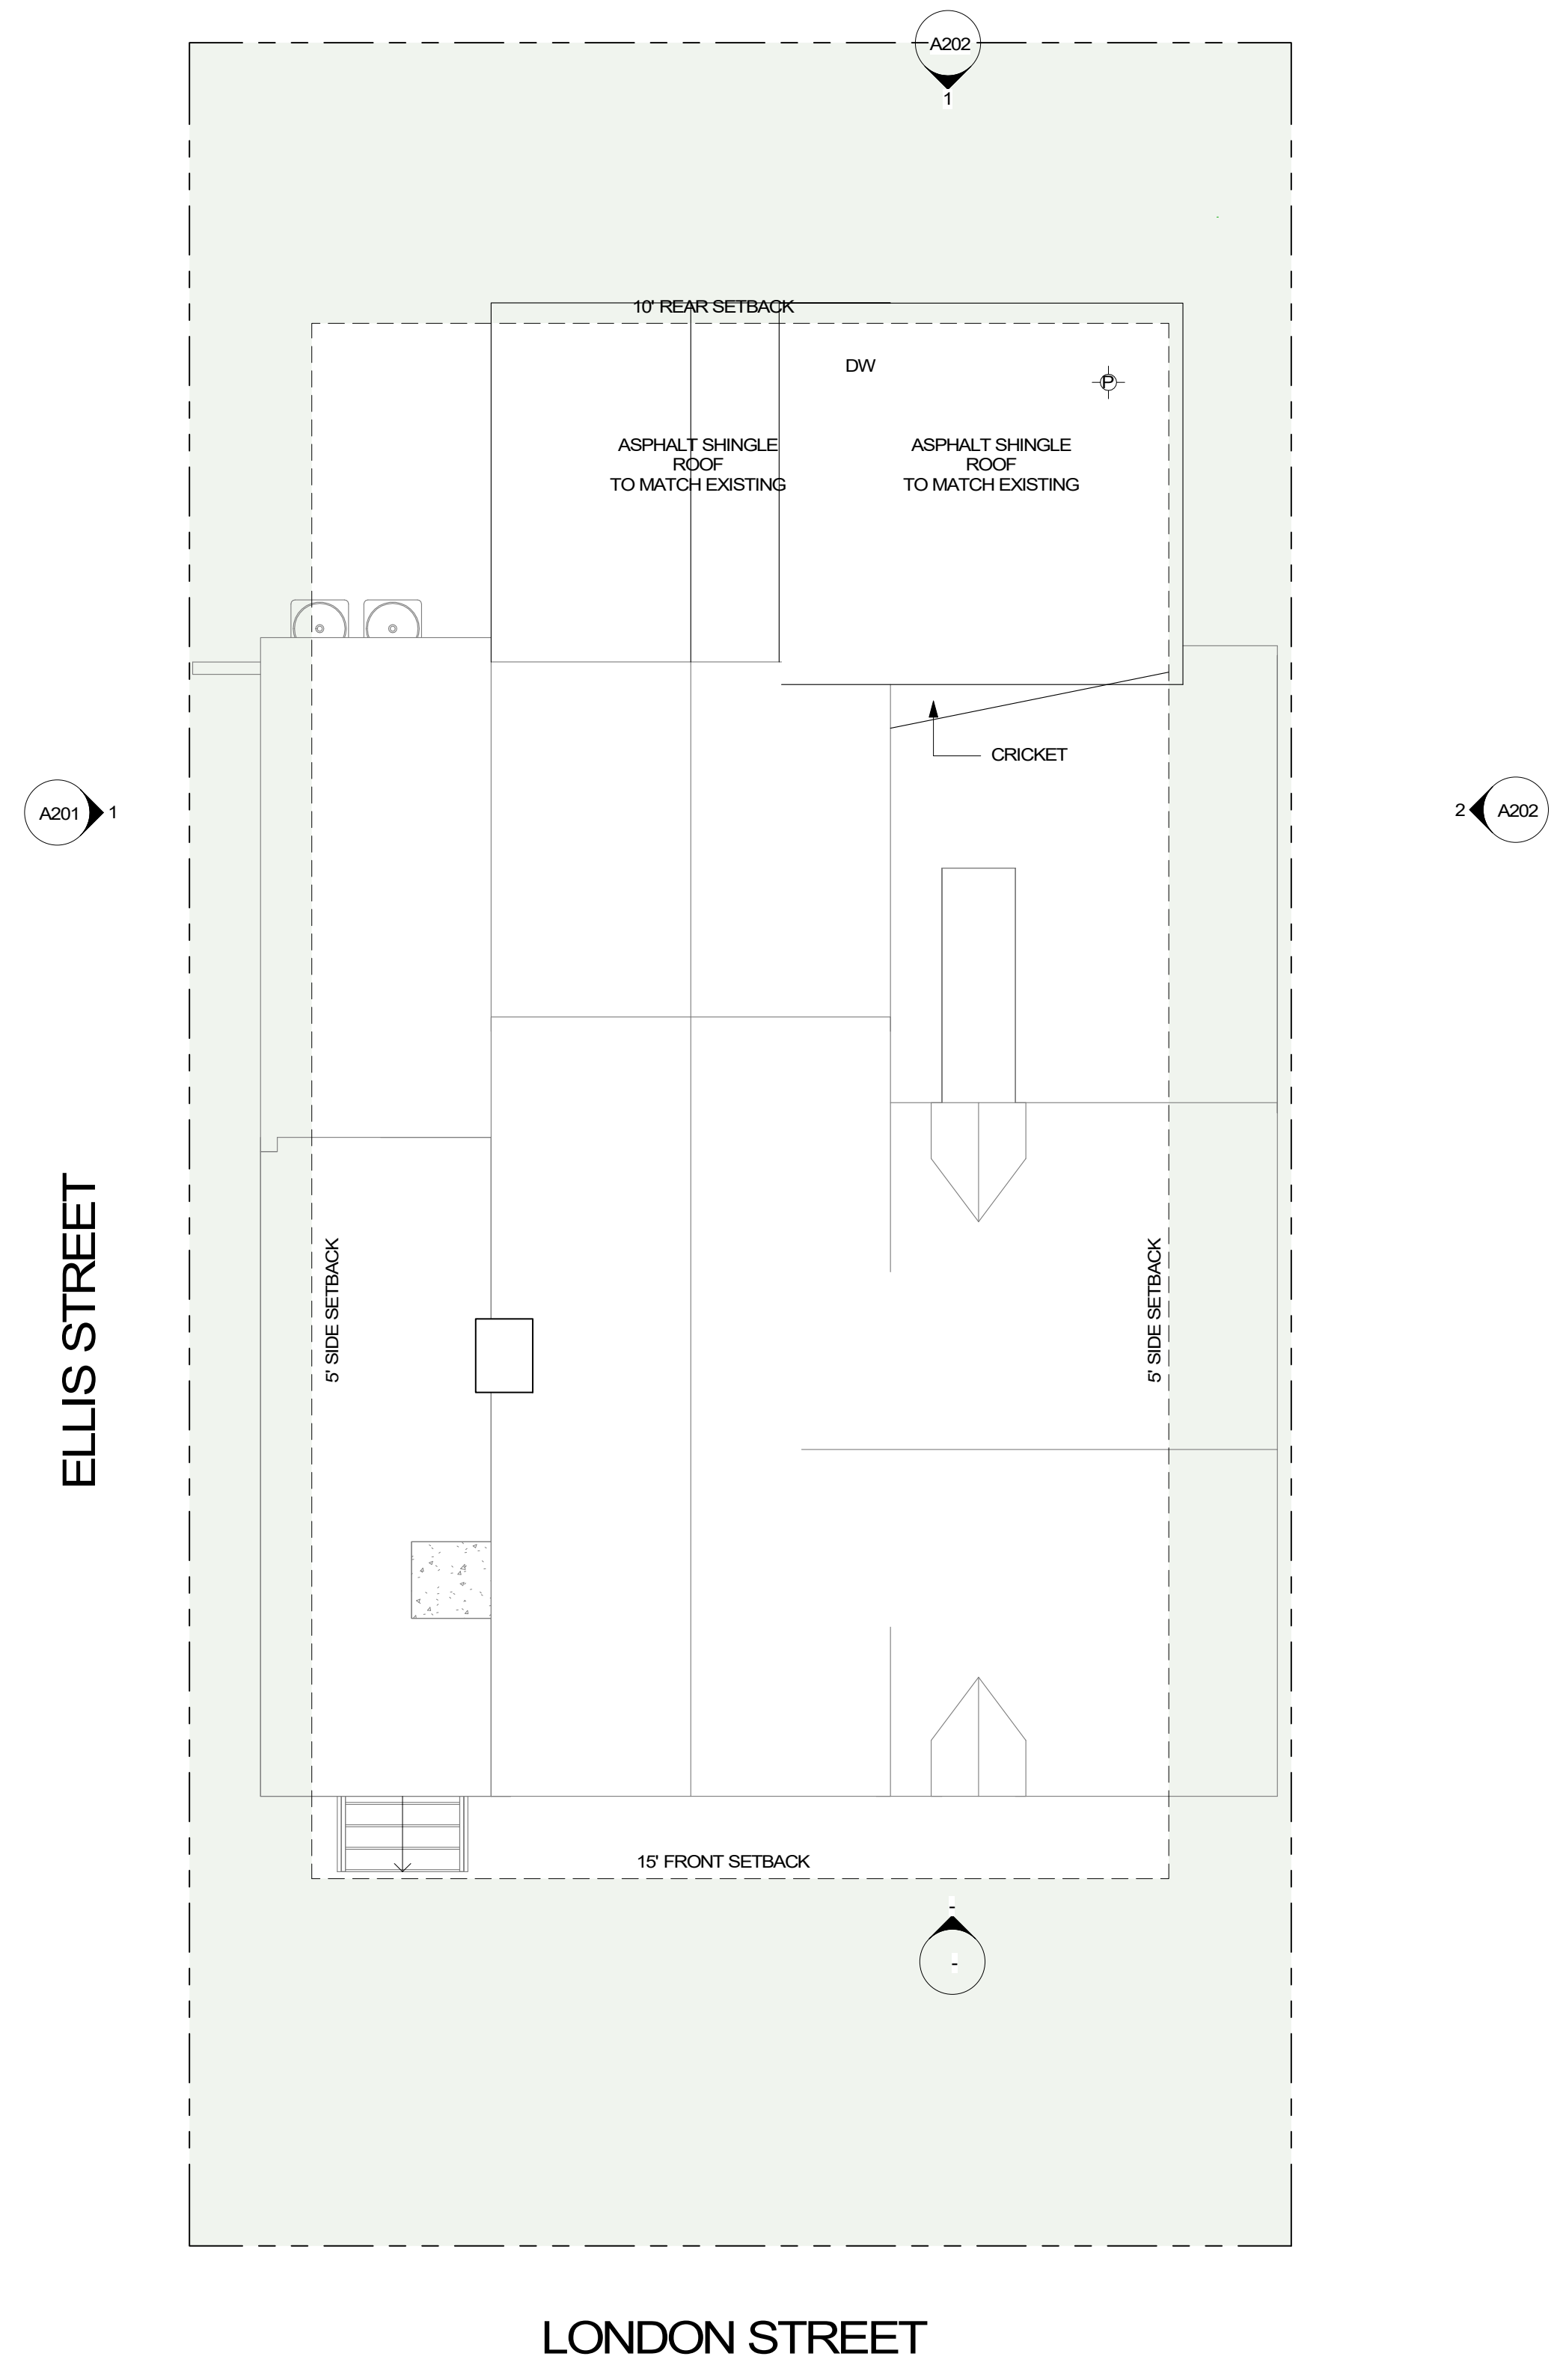 A202
1
10' REAR SETBACK
DW
P
ASPHALT SHINGLE
ROOF
TO MATCH EXISTING
ASPHALT SHINGLE
ROOF
TO MATCH EXISTING
CRICKET
A201
1
2
A202
ELLIS STREET
5' SIDE SETBACK
5' SIDE SETBACK
15' FRONT SETBACK
-
-
LONDON STREET